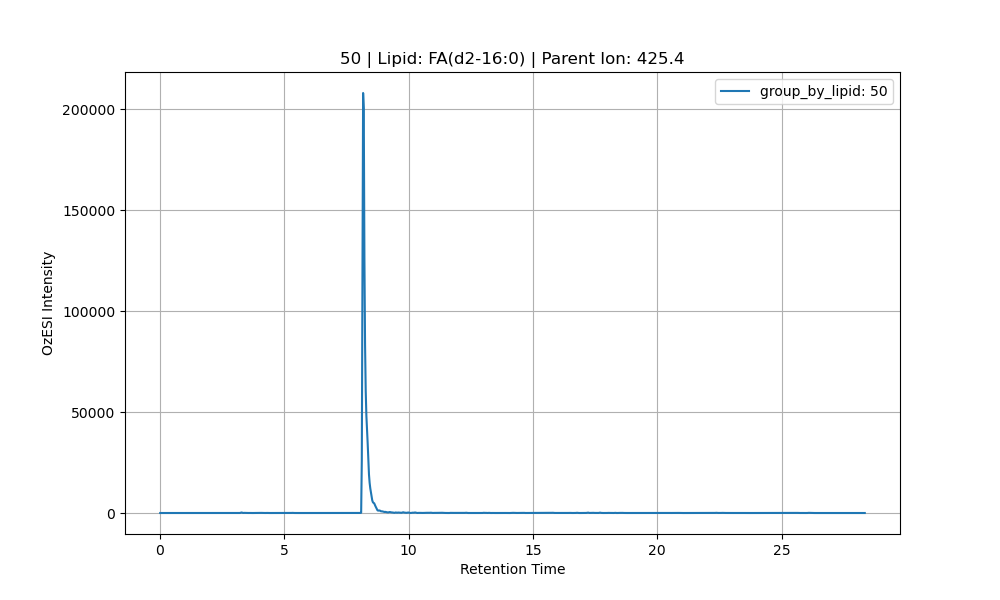 50 | Lipid: FA(d2-16:0) | Parent Ion: 425.4
group_by_lipid: 50
200000
150000
100000
50000
0
OzESI Intensity
0 5 10 15 20 25
Retention Time